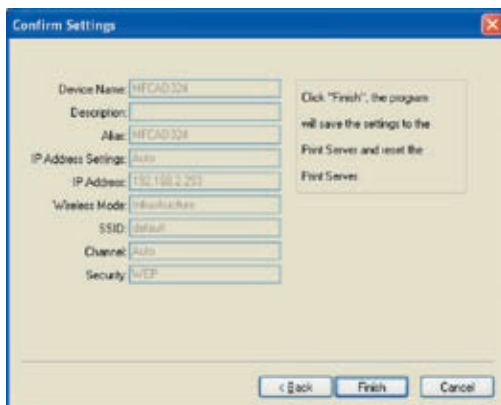 Confirm Settings
Device Name: MFCAD324
Description:
Alias: MFCAD324
IP Address Settings: Auto
IP Address: 192.168.2.253
Wireless Mode: Infrastructure
SSID: default
Channel: Auto
Security: WEP
Click "Finish", the program
will save the settings to the
Print Server and reset the
Print Server.
< Back
Finish
Cancel